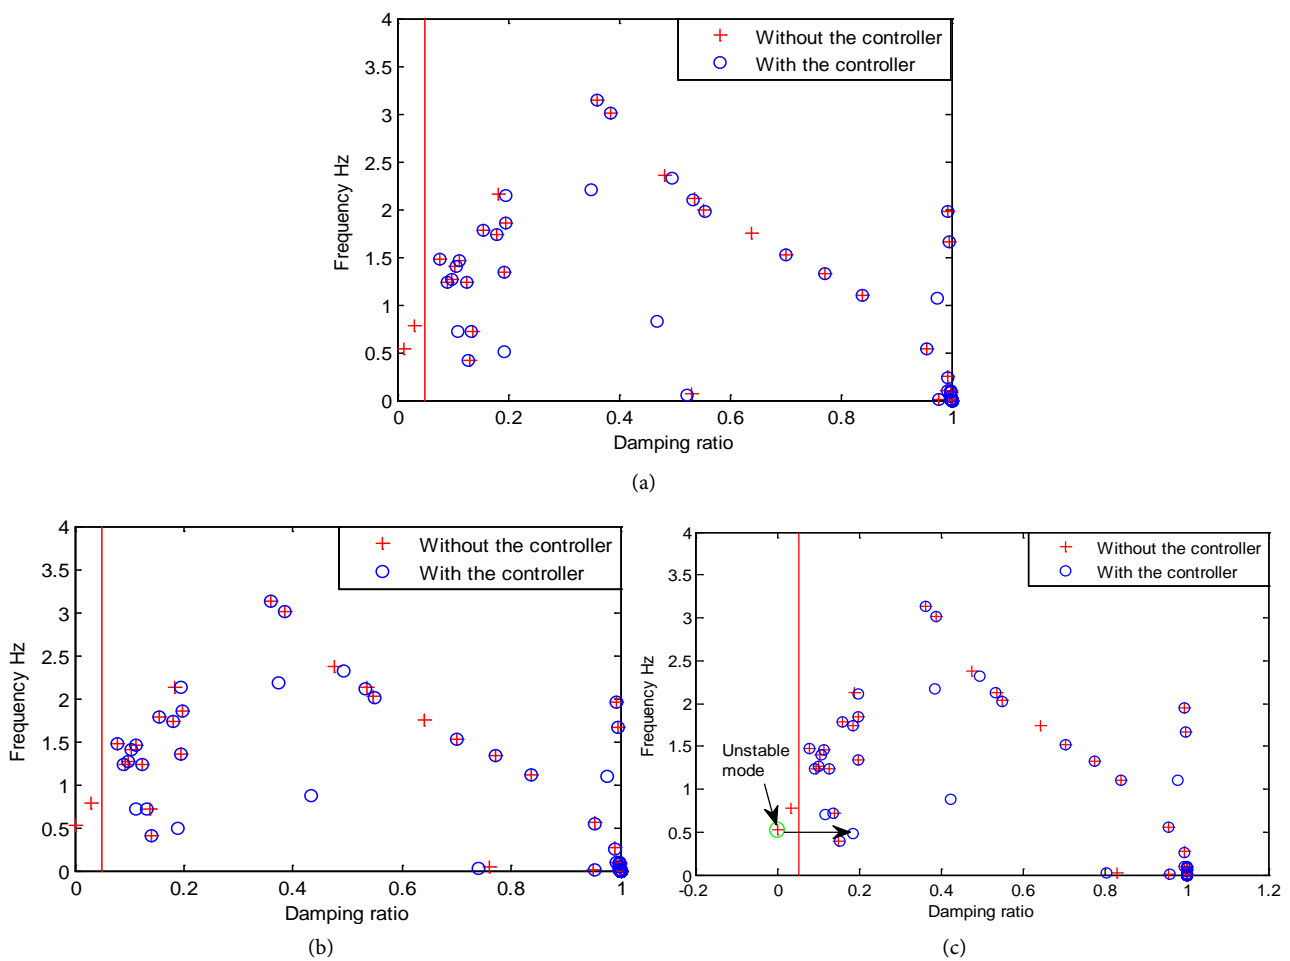 4
3.5
3
2.5
2
1.5
1
0.5
0
Frequency Hz
Without the controller
With the controller
0 0.2 0.4 0.6 0.8 1
Damping ratio
(a)
4
3.5
3
2.5
2
1.5
1
0.5
0
Frequency Hz
Without the controller
With the controller
0 0.2 0.4 0.6 0.8 1
Damping ratio
(b)
4
3.5
3
2.5
2
1.5
1
0.5
0
Frequency Hz
Without the controller
With the controller
Unstable
mode
-0.2 0 0.2 0.4 0.6 0.8 1 1.2
Damping ratio
(c)